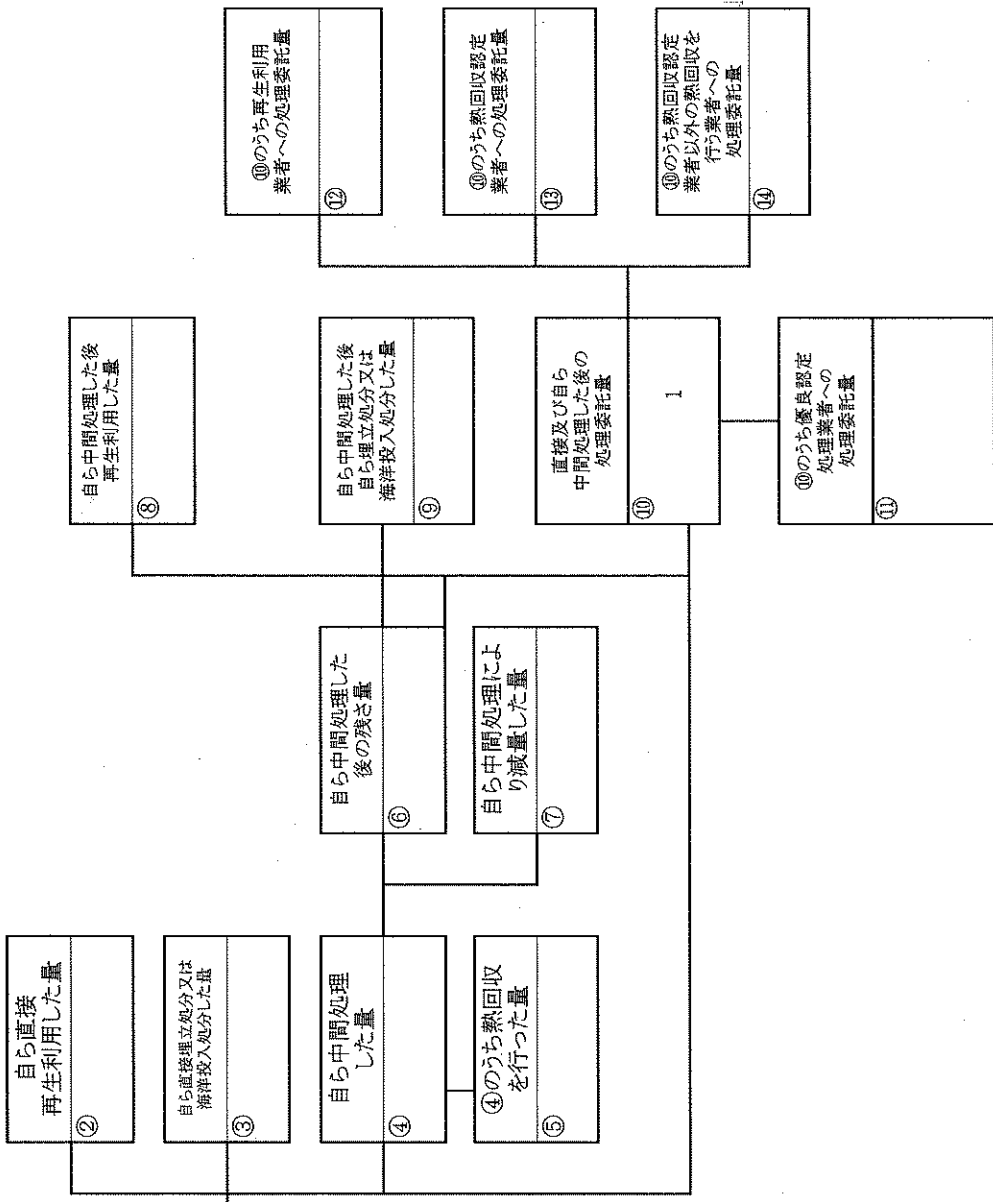 自ら直接
再生利用した量
②
自ら直接埋立処分又は
海洋投入処分した量
③
自ら中間処理
した量
④
④のうち熱回収
を行った量
⑤
自ら中間処理した
後の残さ量
⑥
自ら中間処理によ
り減量した量
⑦
自ら中間処理した後
再生利用した量
⑧
自ら中間処理した後
自ら埋立処分又は
海洋投入処分した量
⑨
直接及び自ら
中間処理した後の
処理委託量
⑩
1
⑩のうち優良認定
処理業者への
処理委託量
⑪
⑩のうち再生利用
業者への処理委託量
⑫
⑩のうち熱回収認定
業者への処理委託量
⑬
⑩のうち熱回収認定
業者以外の熱回収を
行う業者への
処理委託量
⑭